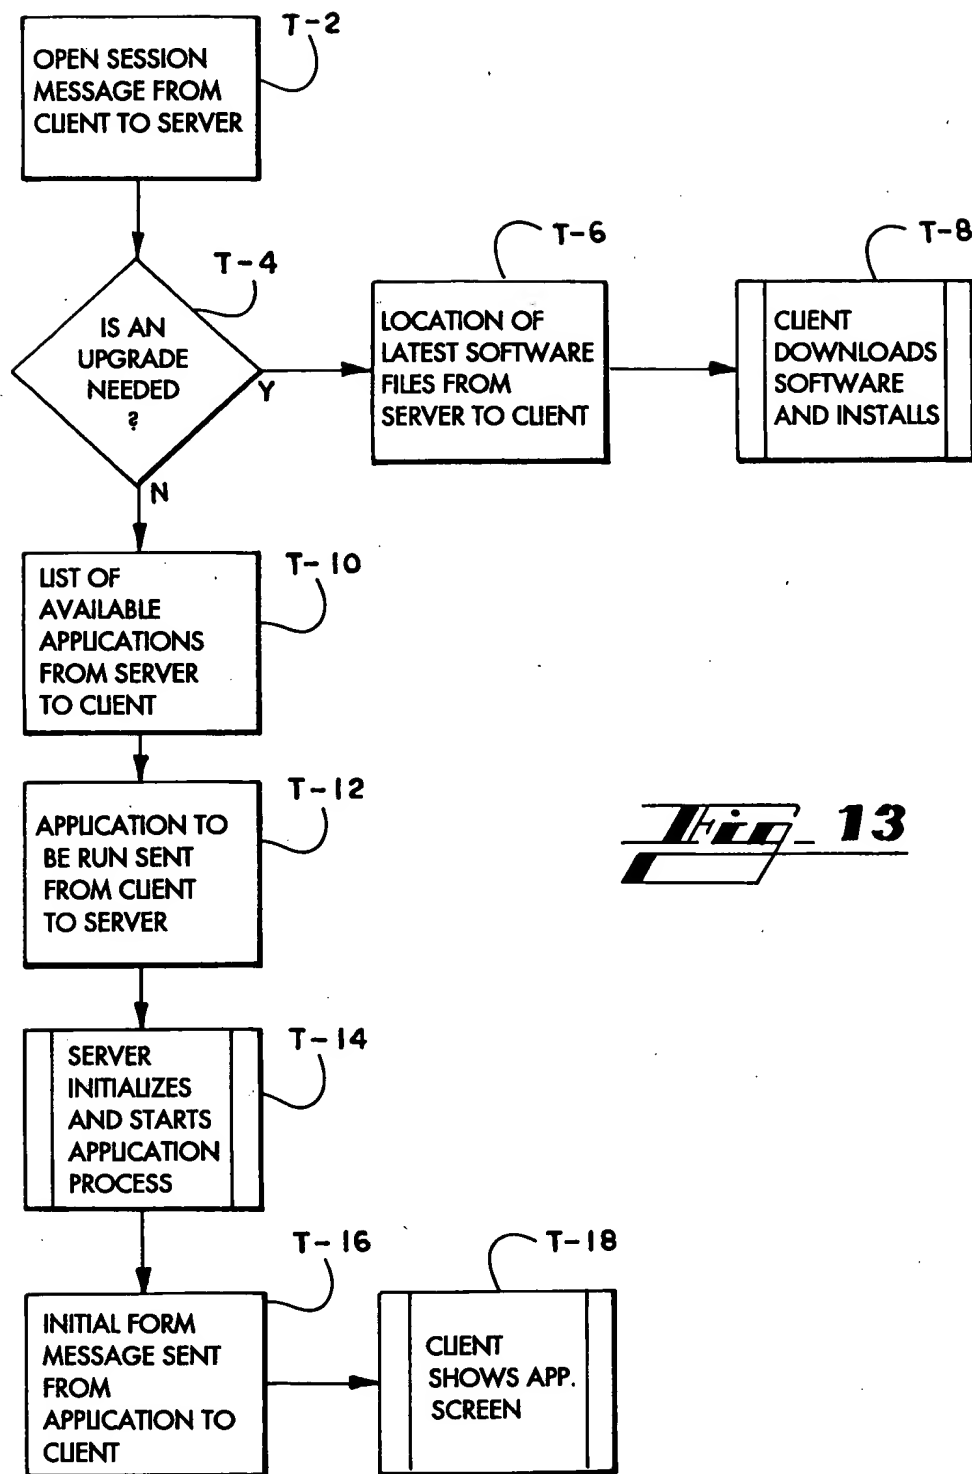 T-2
OPEN SESSION
MESSAGE FROM
CLIENT TO SERVER
T-4
IS AN
UPGRADE
NEEDED
?
Y
N
T-6
LOCATION OF
LATEST SOFTWARE
FILES FROM
SERVER TO CLIENT
T-8
CLIENT
DOWNLOADS
SOFTWARE
AND INSTALLS
T-10
LIST OF
AVAILABLE
APPLICATIONS
FROM SERVER
TO CLIENT
T-12
APPLICATION TO
BE RUN SENT
FROM CLIENT
TO SERVER
Fig_13
T-14
SERVER
INITIALIZES
AND STARTS
APPLICATION
PROCESS
T-16
INITIAL FORM
MESSAGE SENT
FROM
APPLICATION TO
CLIENT
T-18
CLIENT
SHOWS APP.
SCREEN